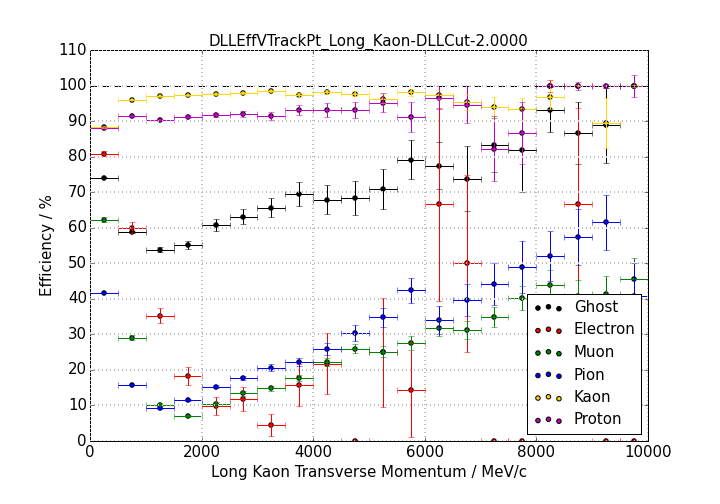 DLLEffVTrackPt_Long_Kaon-DLLCut-2.0000
110
100
90
80
70
60
50
40
30
20
10
0
Efficiency / %
0 2000 4000 6000 8000 10000
Long Kaon Transverse Momentum / MeV/c
Ghost
Electron
Muon
Pion
Kaon
Proton